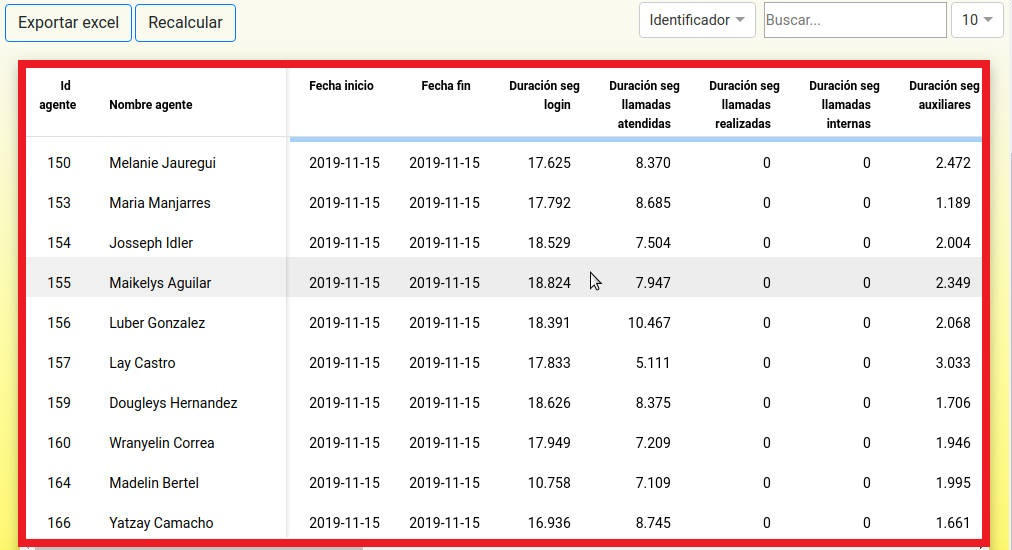 Exportar excel Recalcular Identificador Buscar... 10
Id agente Nombre agente Fecha inicio Fecha fin Duración seg login Duración seg llamadas atendidas Duración seg llamadas realizadas Duración seg llamadas internas Duración seg auxiliares
150 Melanie Jauregui 2019-11-15 2019-11-15 17.625 8.370 0 0 2.472
153 Maria Manjarres 2019-11-15 2019-11-15 17.792 8.685 0 0 1.189
154 Josseph Idler 2019-11-15 2019-11-15 18.529 7.504 0 0 2.004
155 Maikelys Aguilar 2019-11-15 2019-11-15 18.824 7.947 0 0 2.349
156 Luber Gonzalez 2019-11-15 2019-11-15 18.391 10.467 0 0 2.068
157 Lay Castro 2019-11-15 2019-11-15 17.833 5.111 0 0 3.033
159 Dougleys Hernandez 2019-11-15 2019-11-15 18.626 8.375 0 0 1.706
160 Wranyelin Correa 2019-11-15 2019-11-15 17.949 7.209 0 0 1.946
164 Madelin Bertel 2019-11-15 2019-11-15 10.758 7.109 0 0 1.995
166 Yatzay Camacho 2019-11-15 2019-11-15 16.936 8.745 0 0 1.661